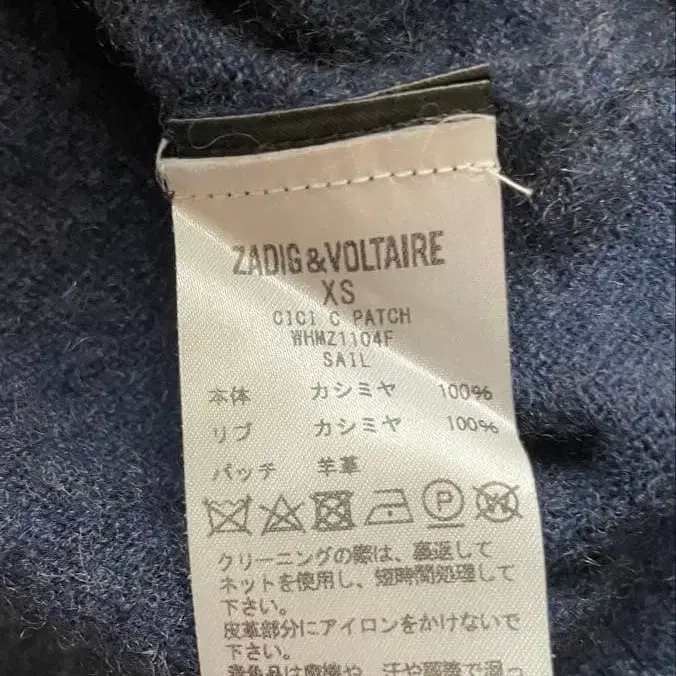 ZADIG&VOLTAIRE
XS
CICI C PATCH
WHMZ1104F
SAIL
本体 カシミヤ 100%
リブ カシミヤ 100%
パッチ 羊革
P W
クリーニングの際は、裏返して
ネットを使用し、短時間処理して
下さい。
皮革部分にアイロンをかけないで
下さい。